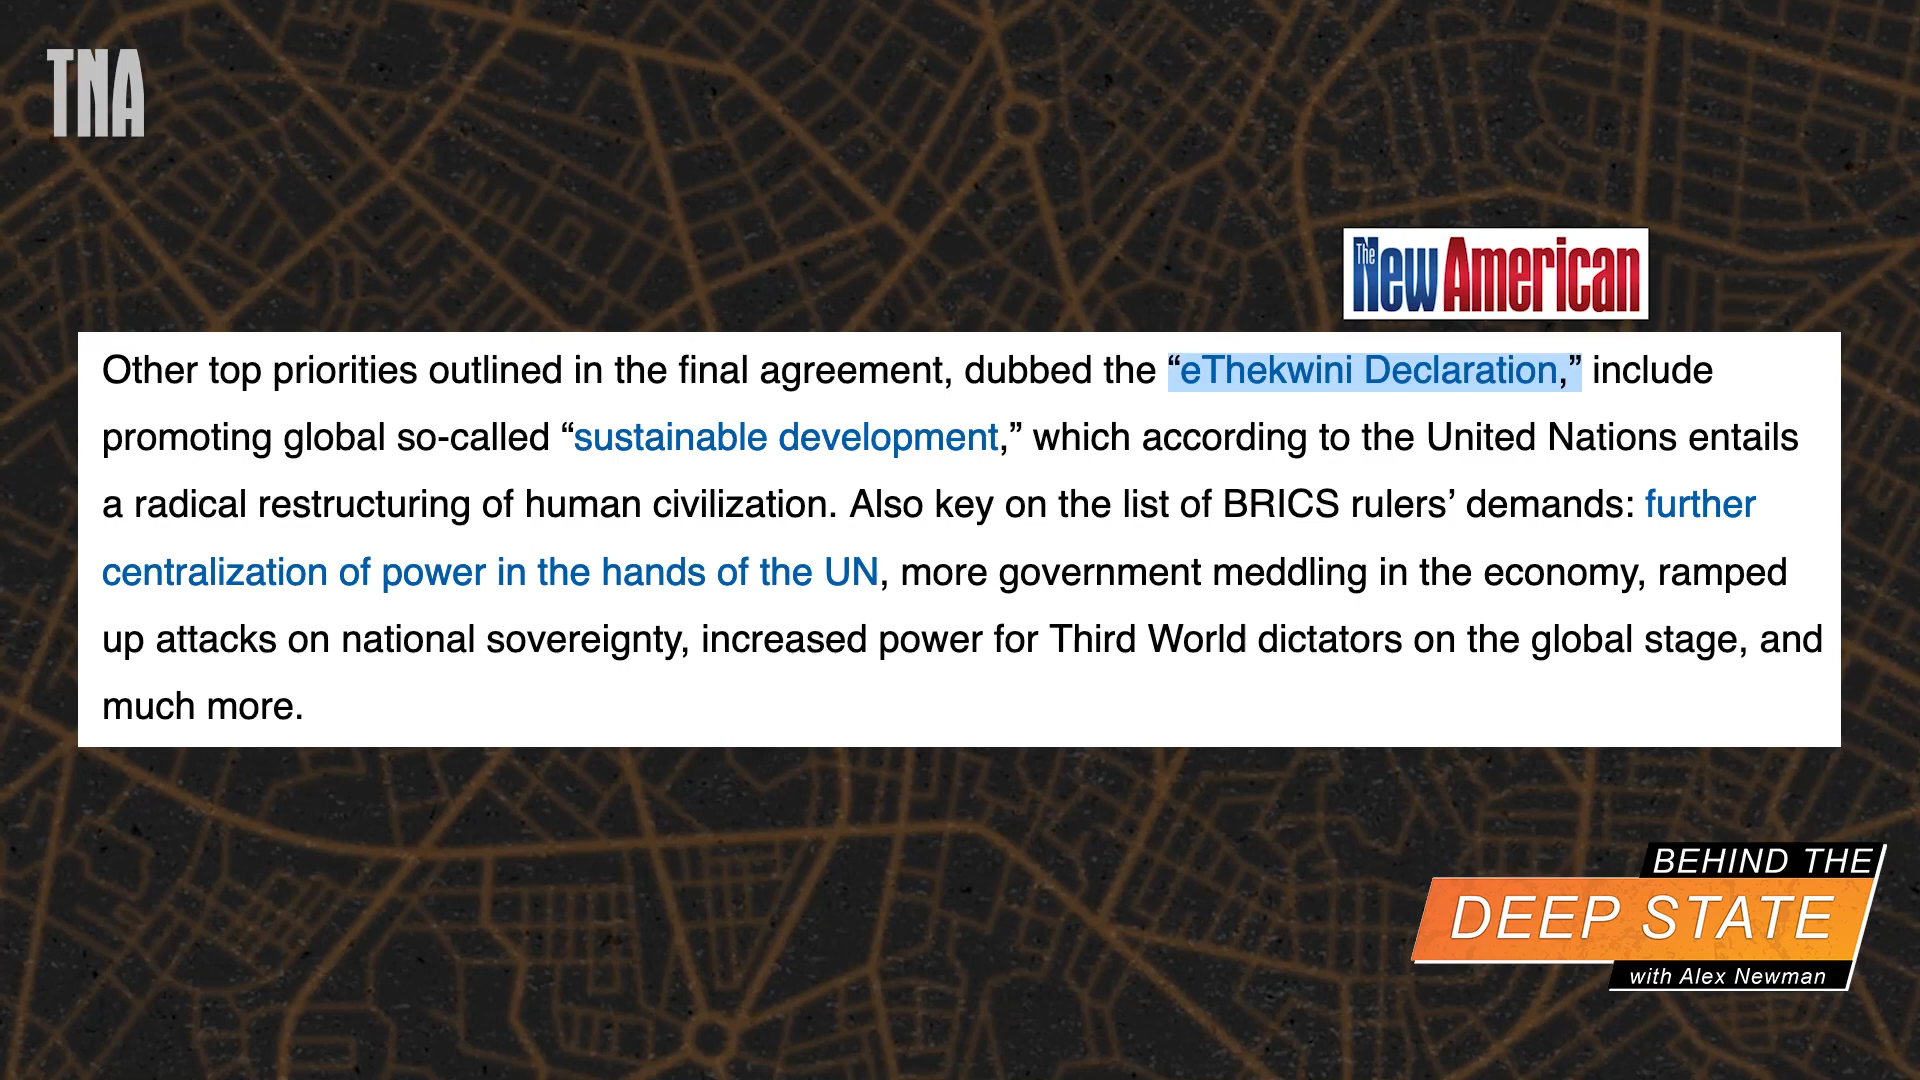 TNA
The New American
Other top priorities outlined in the final agreement, dubbed the “eThekwini Declaration,” include
promoting global so-called “sustainable development,” which according to the United Nations entails
a radical restructuring of human civilization. Also key on the list of BRICS rulers’ demands: further
centralization of power in the hands of the UN, more government meddling in the economy, ramped
up attacks on national sovereignty, increased power for Third World dictators on the global stage, and
much more.
BEHIND THE
DEEP STATE
with Alex Newman